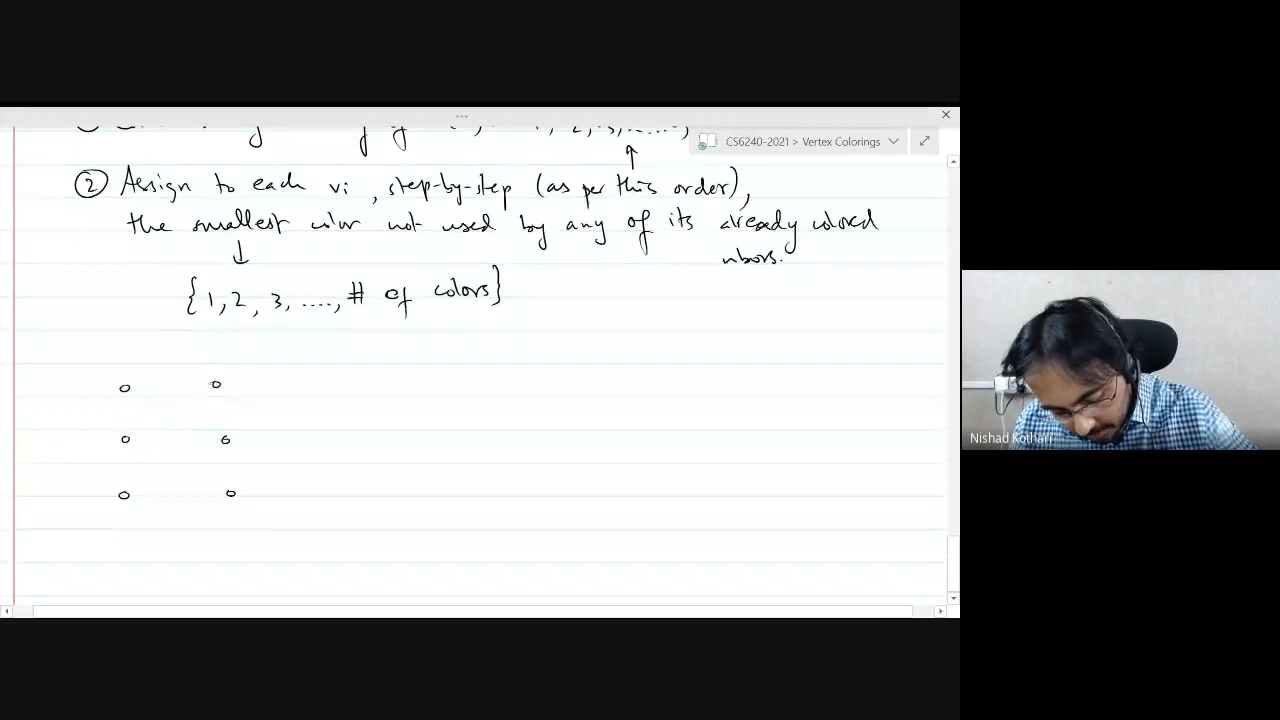 CS6240-2021 > Vertex Colorings
② Assign to each vi, step-by-step (as per this order),
the smallest color not used by any of its already colored
nbors.
{1, 2, 3, ...., # of colors}
Nishad Kothari